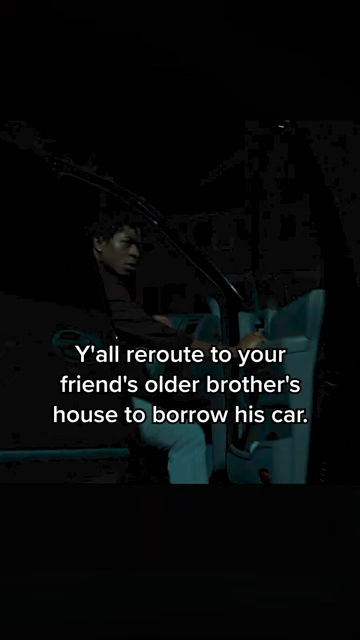 Y'all reroute to your
friend's older brother's
house to borrow his car.